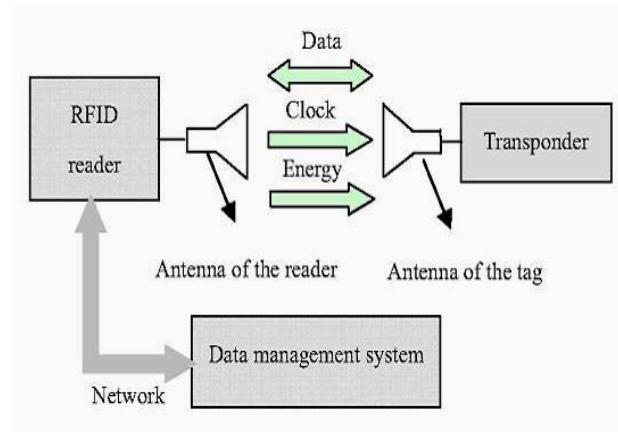 Data
RFID
reader
Clock
Energy
Transponder
Antenna of the reader
Antenna of the tag
Data management system
Network